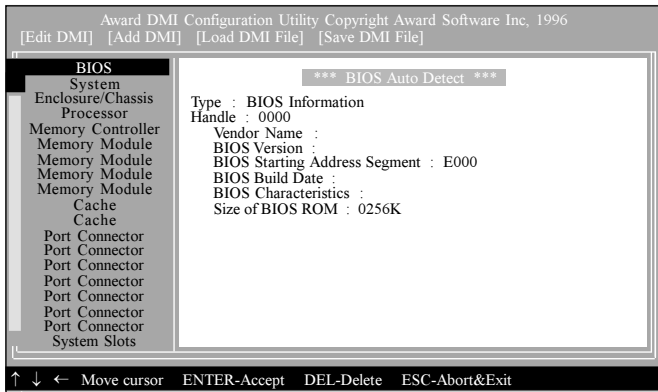 Award DMI Configuration Utility Copyright Award Software Inc, 1996
[Edit DMI] [Add DMI] [Load DMI File] [Save DMI File]
BIOS
System
Enclosure/Chassis
Processor
Memory Controller
Memory Module
Memory Module
Memory Module
Memory Module
Cache
Cache
Port Connector
Port Connector
Port Connector
Port Connector
Port Connector
Port Connector
Port Connector
System Slots
*** BIOS Auto Detect ***
Type : BIOS Information
Handle : 0000
Vendor Name :
BIOS Version :
BIOS Starting Address Segment : E000
BIOS Build Date :
BIOS Characteristics :
Size of BIOS ROM : 0256K
↑ ↓ ← Move cursor ENTER-Accept DEL-Delete ESC-Abort&Exit